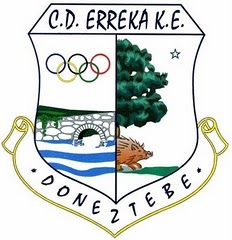 C.D. ERREKA K.E.
· DONEZTEBE ·